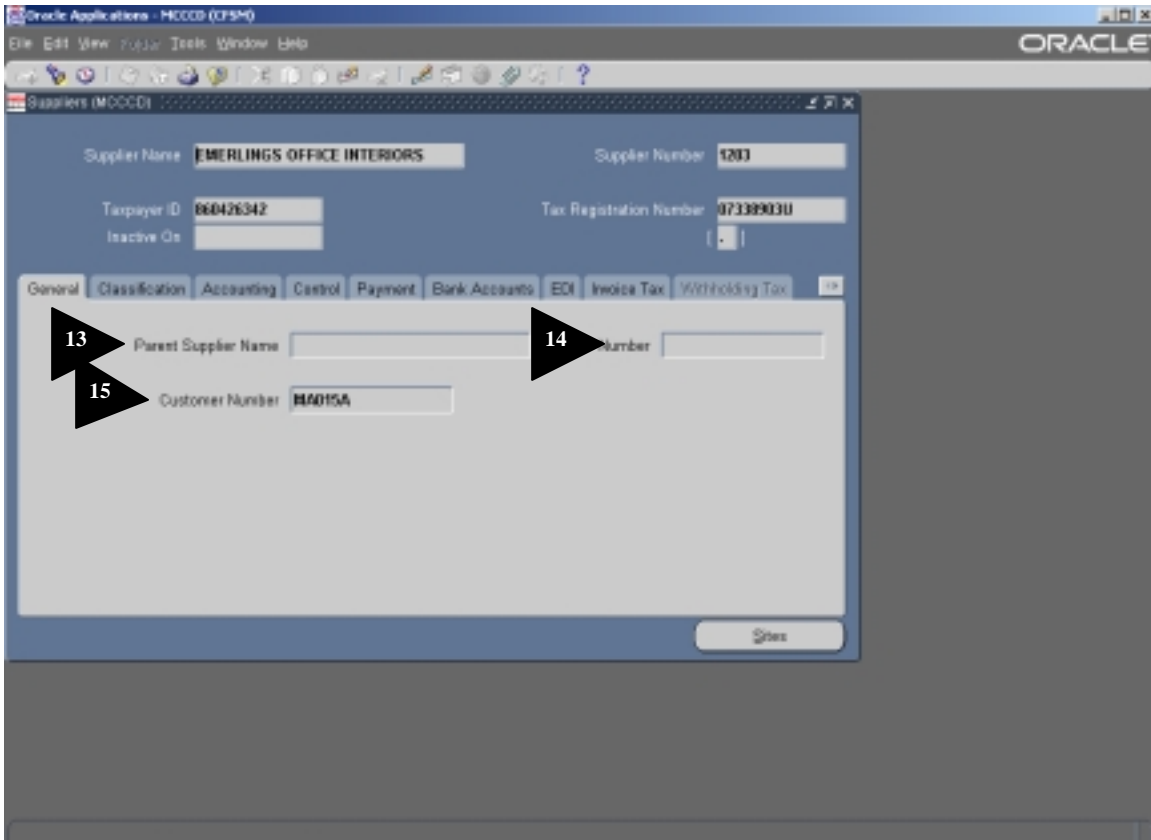 Oracle Applications - MCCCD (CFSM)
File Edit View Folder Tools Window Help
ORACLE
Suppliers (MCCCD)
Supplier Name EMERLINGS OFFICE INTERIORS Supplier Number 1203
Taxpayer ID 860426342 Tax Registration Number 07338903U
Inactive On [ . ]
General Classification Accounting Control Payment Bank Accounts EDI Invoice Tax Withholding Tax
13 Parent Supplier Name 14 Number
15 Customer Number
Sites